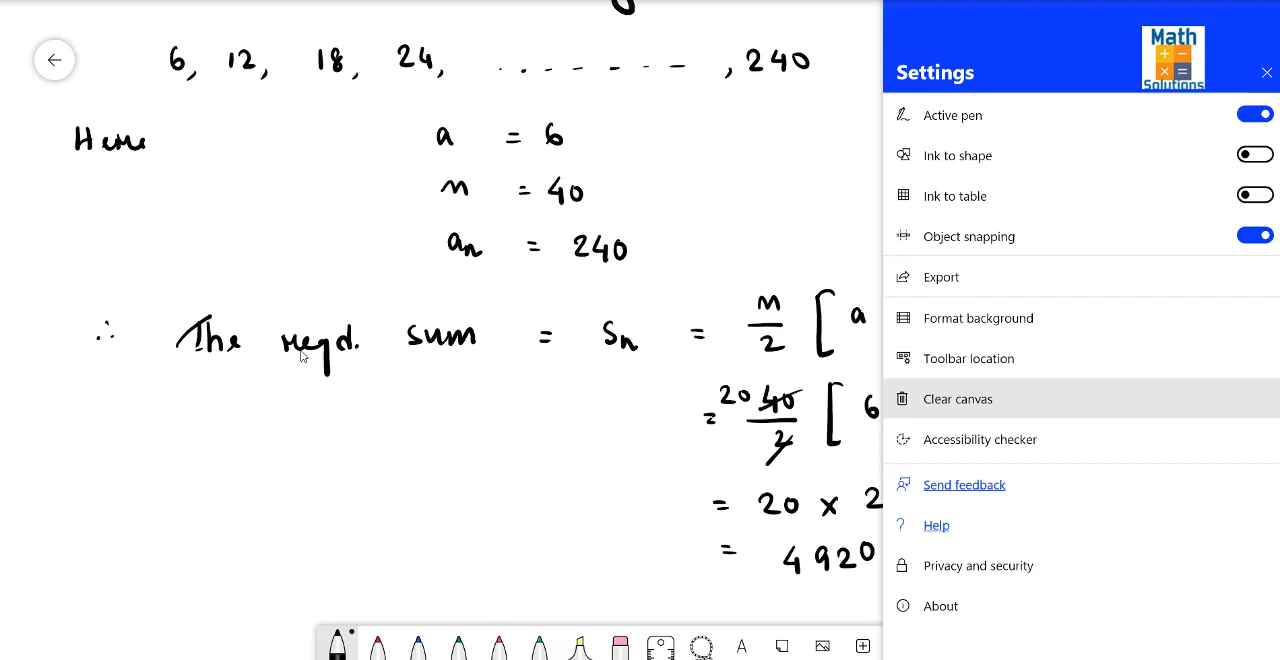 6, 12, 18, 24, . . . - - - - - , 240
Here a = 6
n = 40
an = 240
∴ The reqd. sum = Sn = n/2 [ a
= 20 40/2 [ 6
= 20 × 2
= 4920
Math
+ −
× =
Solutions
Settings
Active pen
Ink to shape
Ink to table
Object snapping
Export
Format background
Toolbar location
Clear canvas
Accessibility checker
Send feedback
Help
Privacy and security
About
A